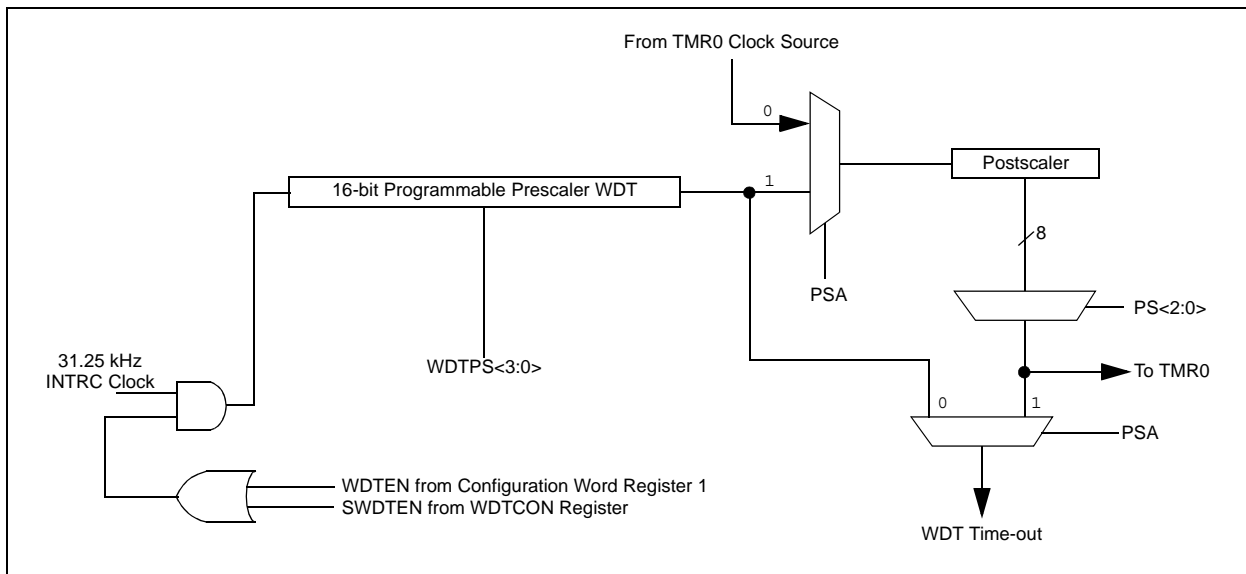 From TMR0 Clock Source
0
Postscaler
16-bit Programmable Prescaler WDT
1
8
PSA
PS<2:0>
31.25 kHz
INTRC Clock
WDTPS<3:0>
To TMR0
0
1
PSA
WDTEN from Configuration Word Register 1
SWDTEN from WDTCON Register
WDT Time-out